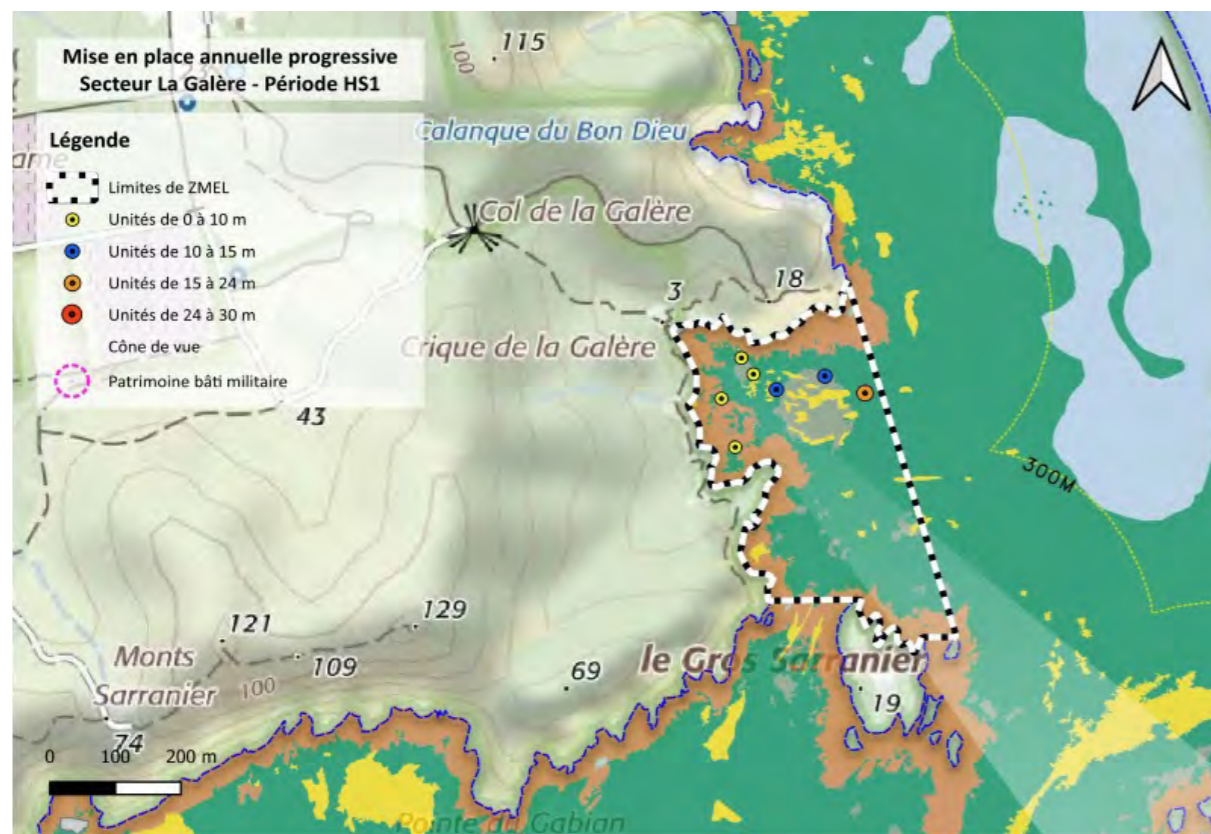 Mise en place annuelle progressive
Secteur La Galère - Période HS1
Légende
Limites de ZMEL
Unités de 0 à 10 m
Unités de 10 à 15 m
Unités de 15 à 24 m
Unités de 24 à 30 m
Cône de vue
Patrimoine bâti militaire
115
100
Calanque du Bon Dieu
Col de la Galère
18
3
Crique de la Galère
43
300M
129
121
109
Monts
Sarranier
100
74
69
le Gros Sarranier
19
0 100 200 m
Pointe du Gabian